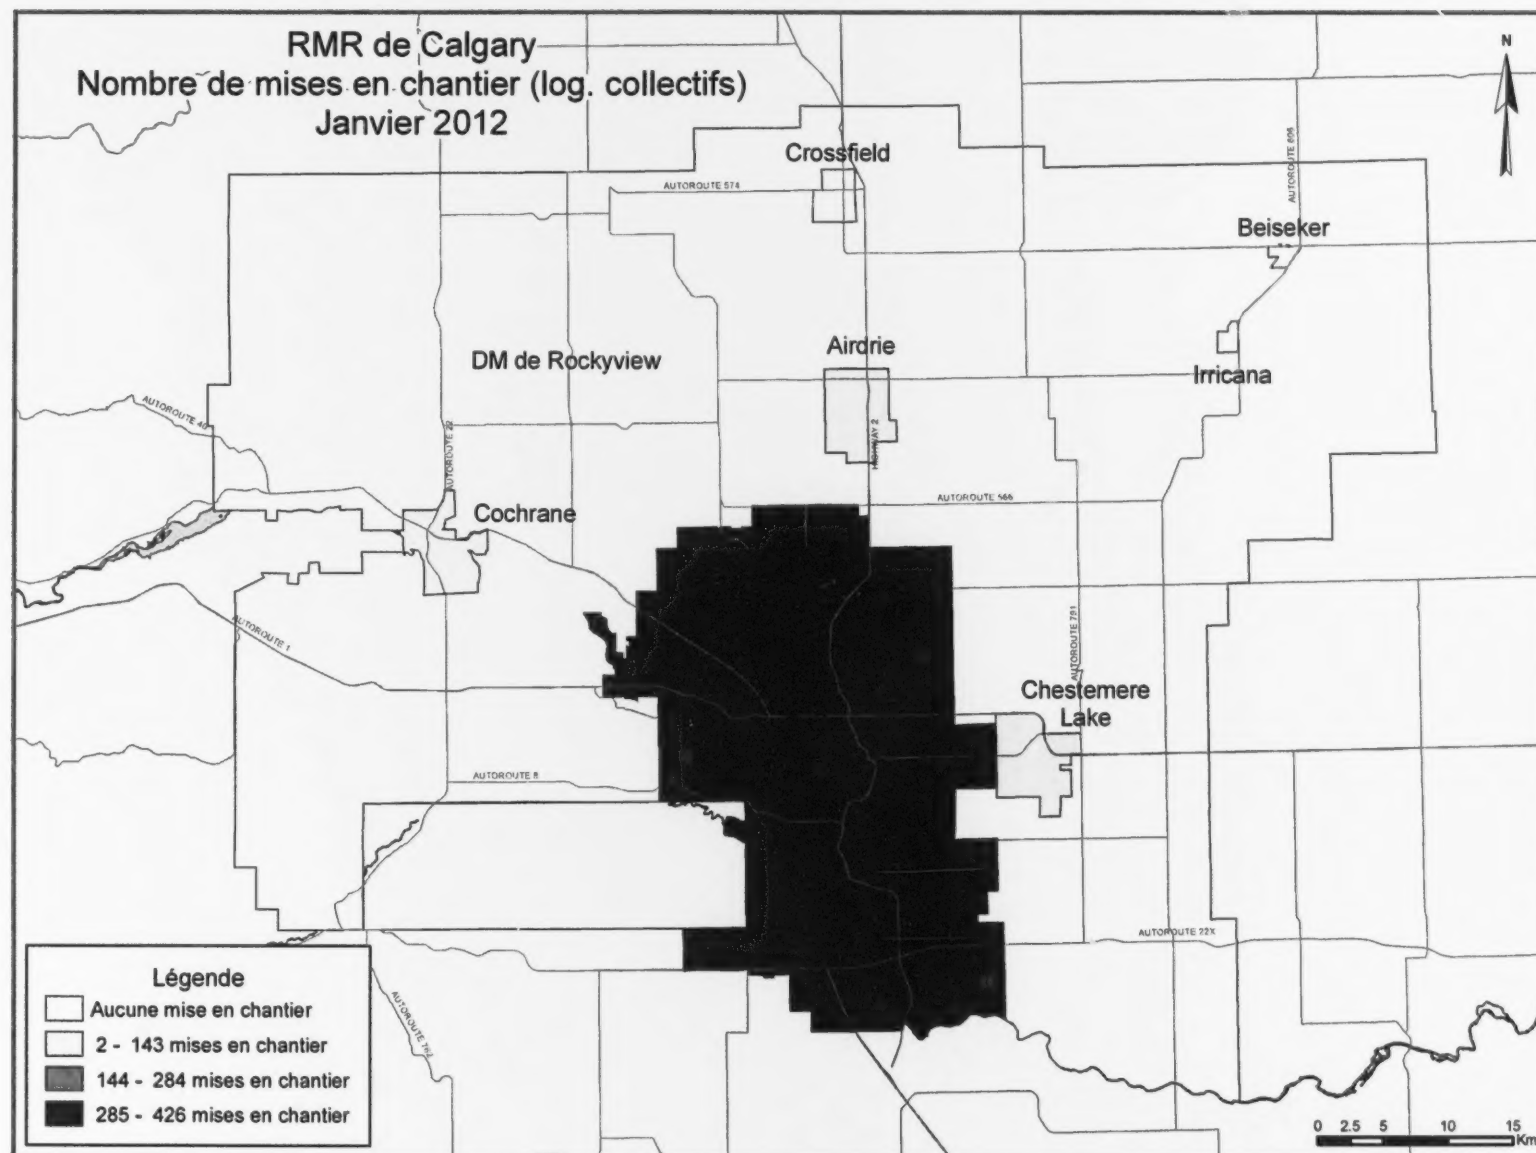 RMR de Calgary
Nombre de mises en chantier (log. collectifs)
Janvier 2012
N
Crossfield
AUTOROUTE 574
AUTOROUTE 806
Beiseker
DM de Rockyview
Airdrie
Irricana
AUTOROUTE 40
AUTOROUTE 22
HIGHWAY 2
AUTOROUTE 566
Cochrane
AUTOROUTE 1
AUTOROUTE 791
Chestemere
Lake
AUTOROUTE 8
AUTOROUTE 22X
AUTOROUTE 762
Légende
Aucune mise en chantier
2 - 143 mises en chantier
144 - 284 mises en chantier
285 - 426 mises en chantier
0 2.5 5 10 15
Km